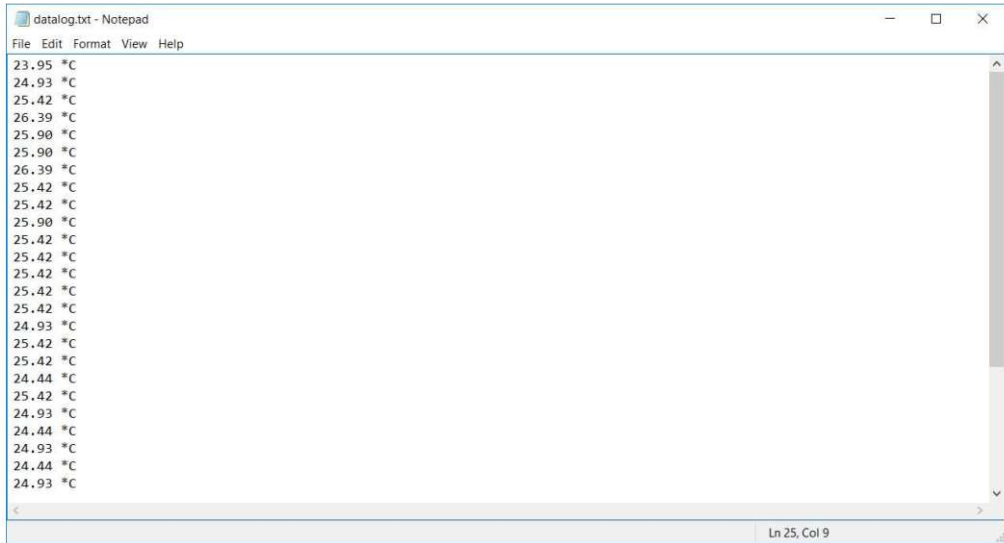 datalog.txt - Notepad
File Edit Format View Help
23.95 *C
24.93 *C
25.42 *C
26.39 *C
25.90 *C
25.90 *C
26.39 *C
25.42 *C
25.42 *C
25.90 *C
25.42 *C
25.42 *C
25.42 *C
25.42 *C
25.42 *C
24.93 *C
25.42 *C
25.42 *C
24.44 *C
25.42 *C
24.93 *C
24.44 *C
24.93 *C
24.44 *C
24.93 *C
Ln 25, Col 9